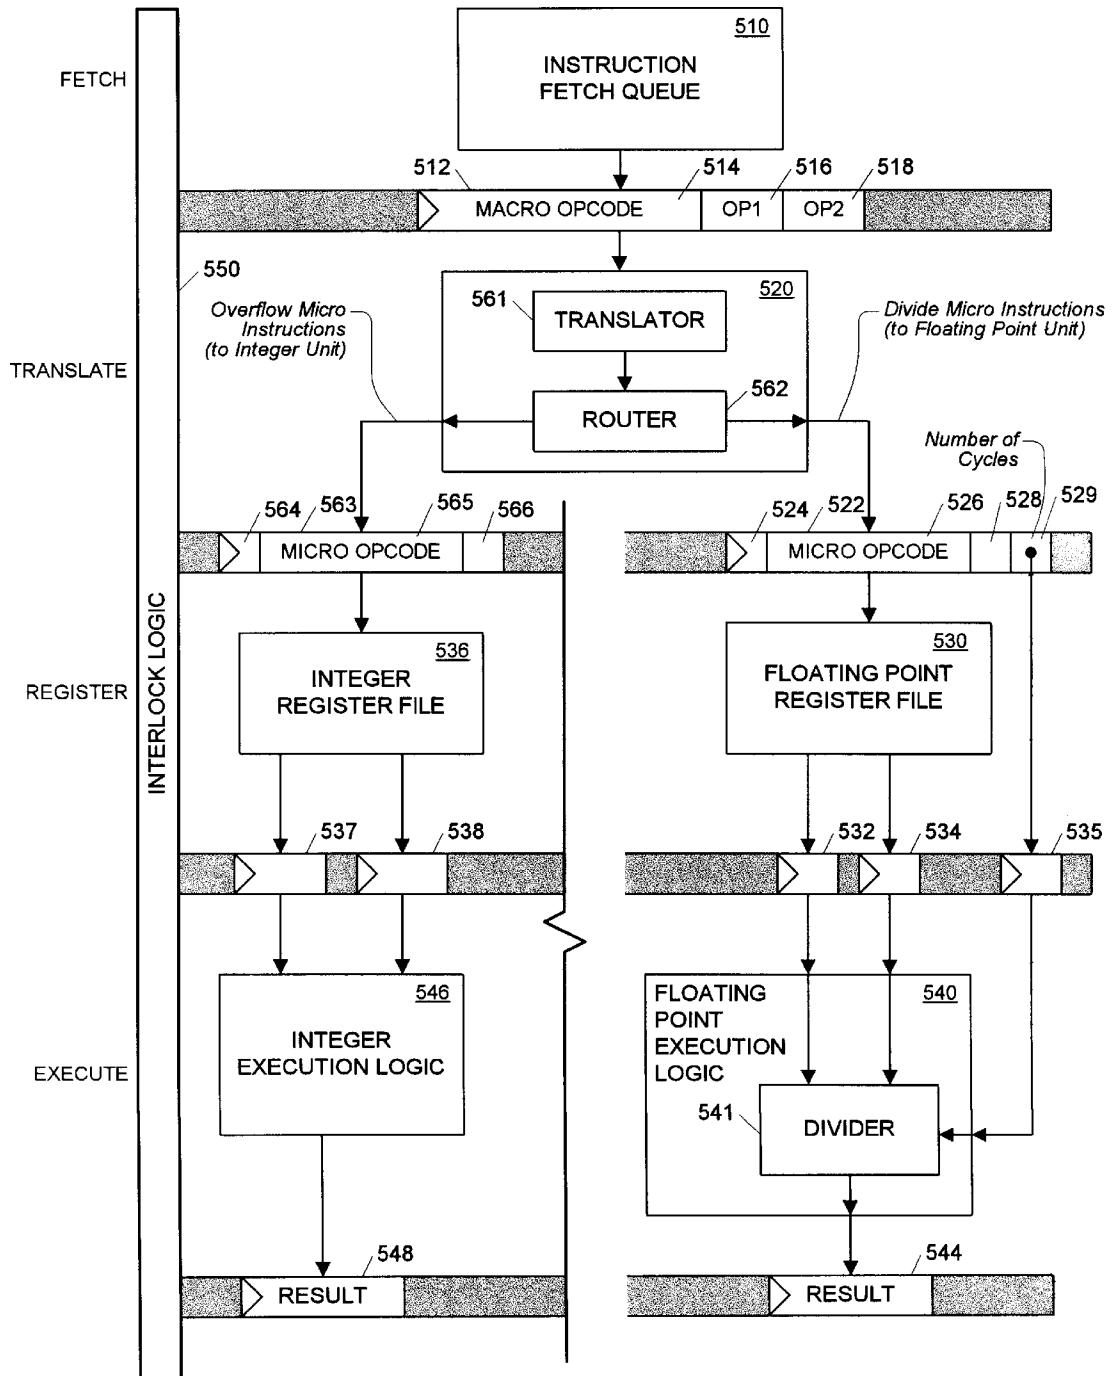 510
INSTRUCTION
FETCH QUEUE
FETCH
512
514
516
518
MACRO OPCODE
OP1
OP2
550
520
561
TRANSLATOR
Overflow Micro
Instructions
(to Integer Unit)
Divide Micro Instructions
(to Floating Point Unit)
TRANSLATE
562
ROUTER
Number of
Cycles
564
563
565
566
524
522
526
528
529
MICRO OPCODE
MICRO OPCODE
INTERLOCK LOGIC
REGISTER
536
INTEGER
REGISTER FILE
530
FLOATING POINT
REGISTER FILE
537
538
532
534
535
546
INTEGER
EXECUTION LOGIC
540
FLOATING
POINT
EXECUTION
LOGIC
EXECUTE
541
DIVIDER
548
RESULT
544
RESULT